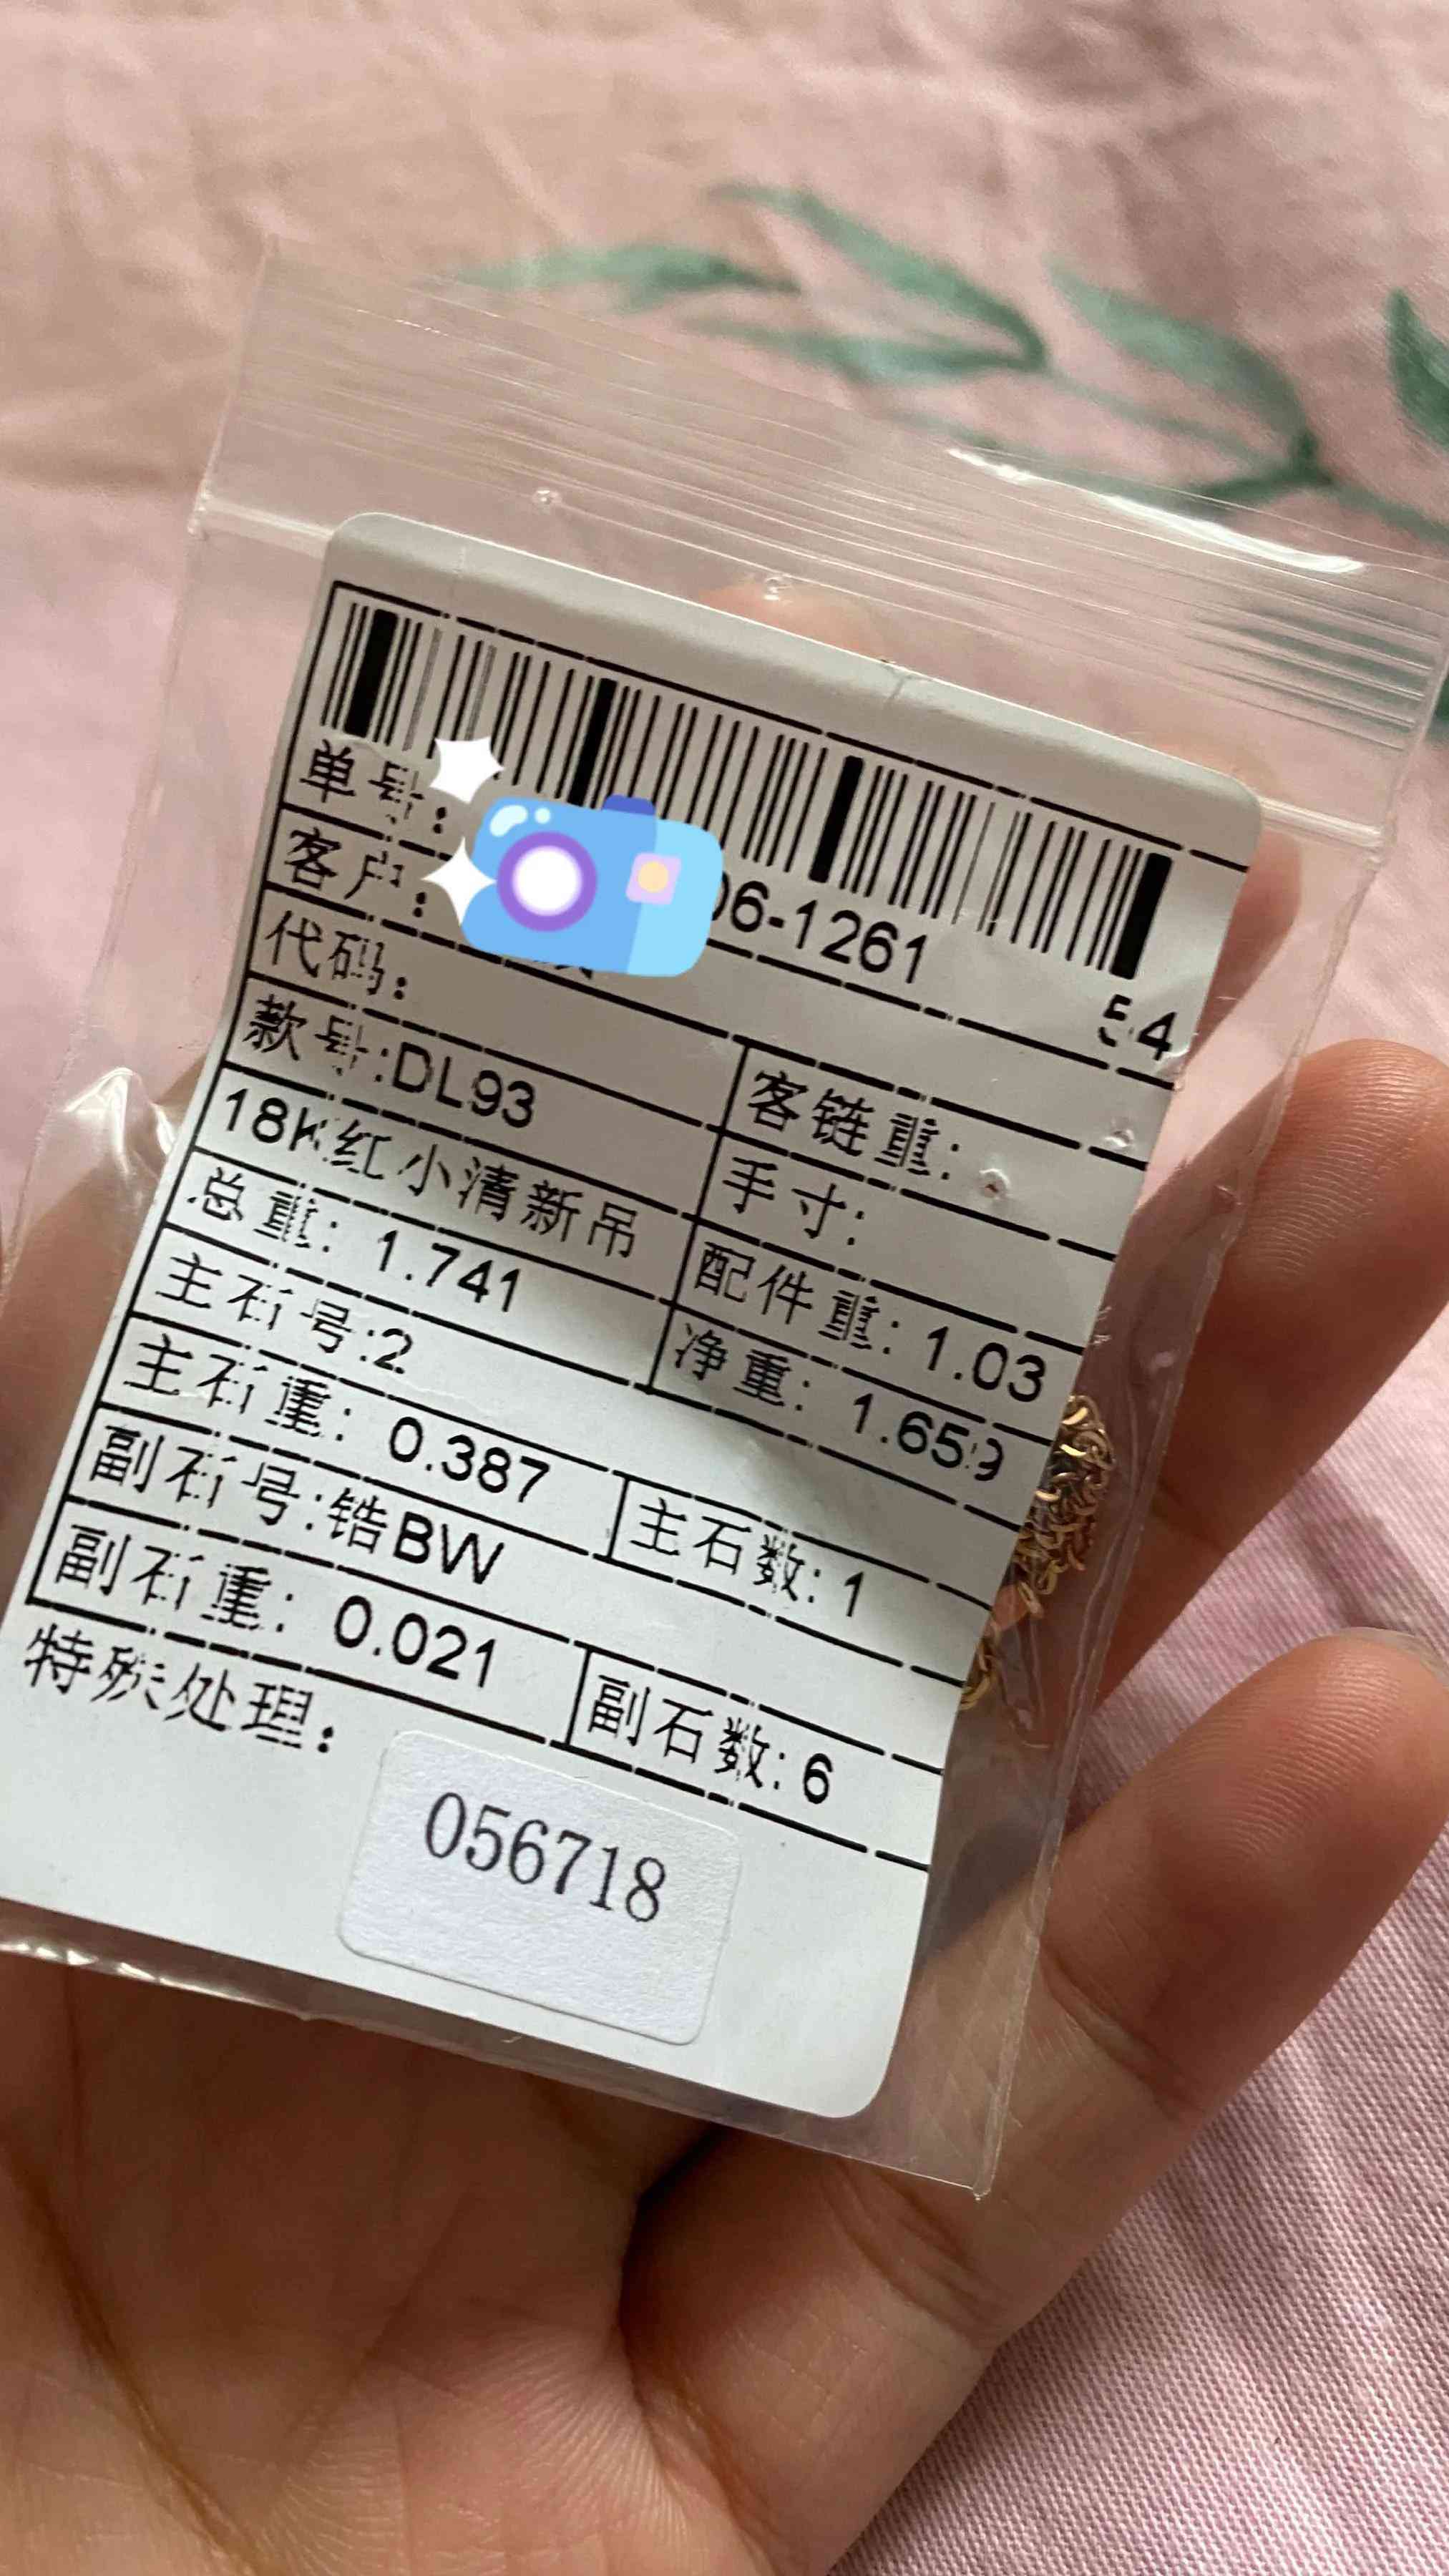 单号: 06-1261
客户: 54
代码: 客链重:
款号:DL93 手寸:
18K红小清新吊 配件重: 1.03
总重: 1.741 净重: 1.659
主石号:2
主石重: 0.387 主石数: 1
副石号:锆BW
副石重: 0.021 副石数: 6
特殊处理:
056718